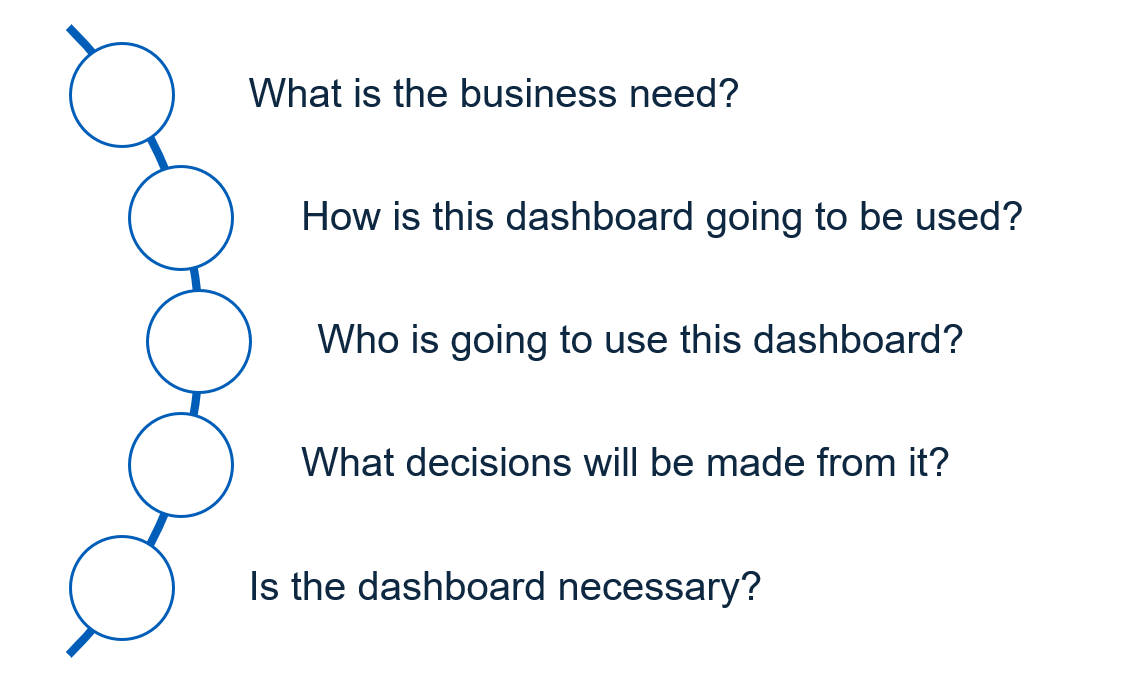 What is the business need?
How is this dashboard going to be used?
Who is going to use this dashboard?
What decisions will be made from it?
Is the dashboard necessary?